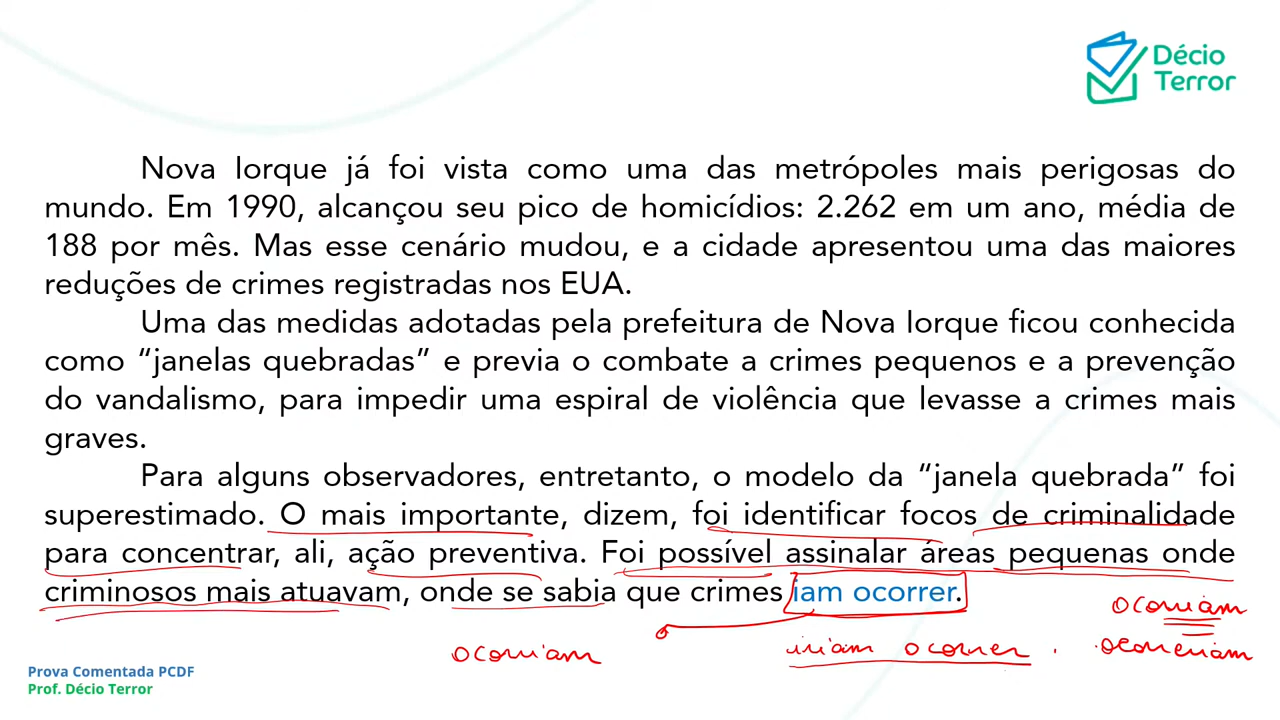 Décio
Terror
Nova Iorque já foi vista como uma das metrópoles mais perigosas do
mundo. Em 1990, alcançou seu pico de homicídios: 2.262 em um ano, média de
188 por mês. Mas esse cenário mudou, e a cidade apresentou uma das maiores
reduções de crimes registradas nos EUA.
Uma das medidas adotadas pela prefeitura de Nova Iorque ficou conhecida
como “janelas quebradas” e previa o combate a crimes pequenos e a prevenção
do vandalismo, para impedir uma espiral de violência que levasse a crimes mais
graves.
Para alguns observadores, entretanto, o modelo da “janela quebrada” foi
superestimado. O mais importante, dizem, foi identificar focos de criminalidade
para concentrar, ali, ação preventiva. Foi possível assinalar áreas pequenas onde
criminosos mais atuavam, onde se sabia que crimes iam ocorrer.
ocorriam
ocorriam iriam ocorrer . ocorreriam
Prova Comentada PCDF
Prof. Décio Terror